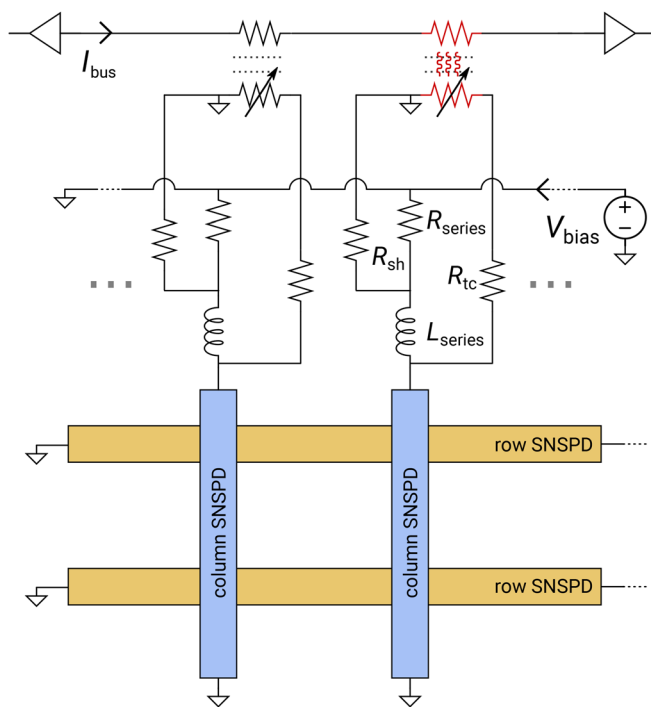 I_bus
R_series
V_bias
R_sh
R_tc
L_series
row SNSPD
column SNSPD
column SNSPD
row SNSPD